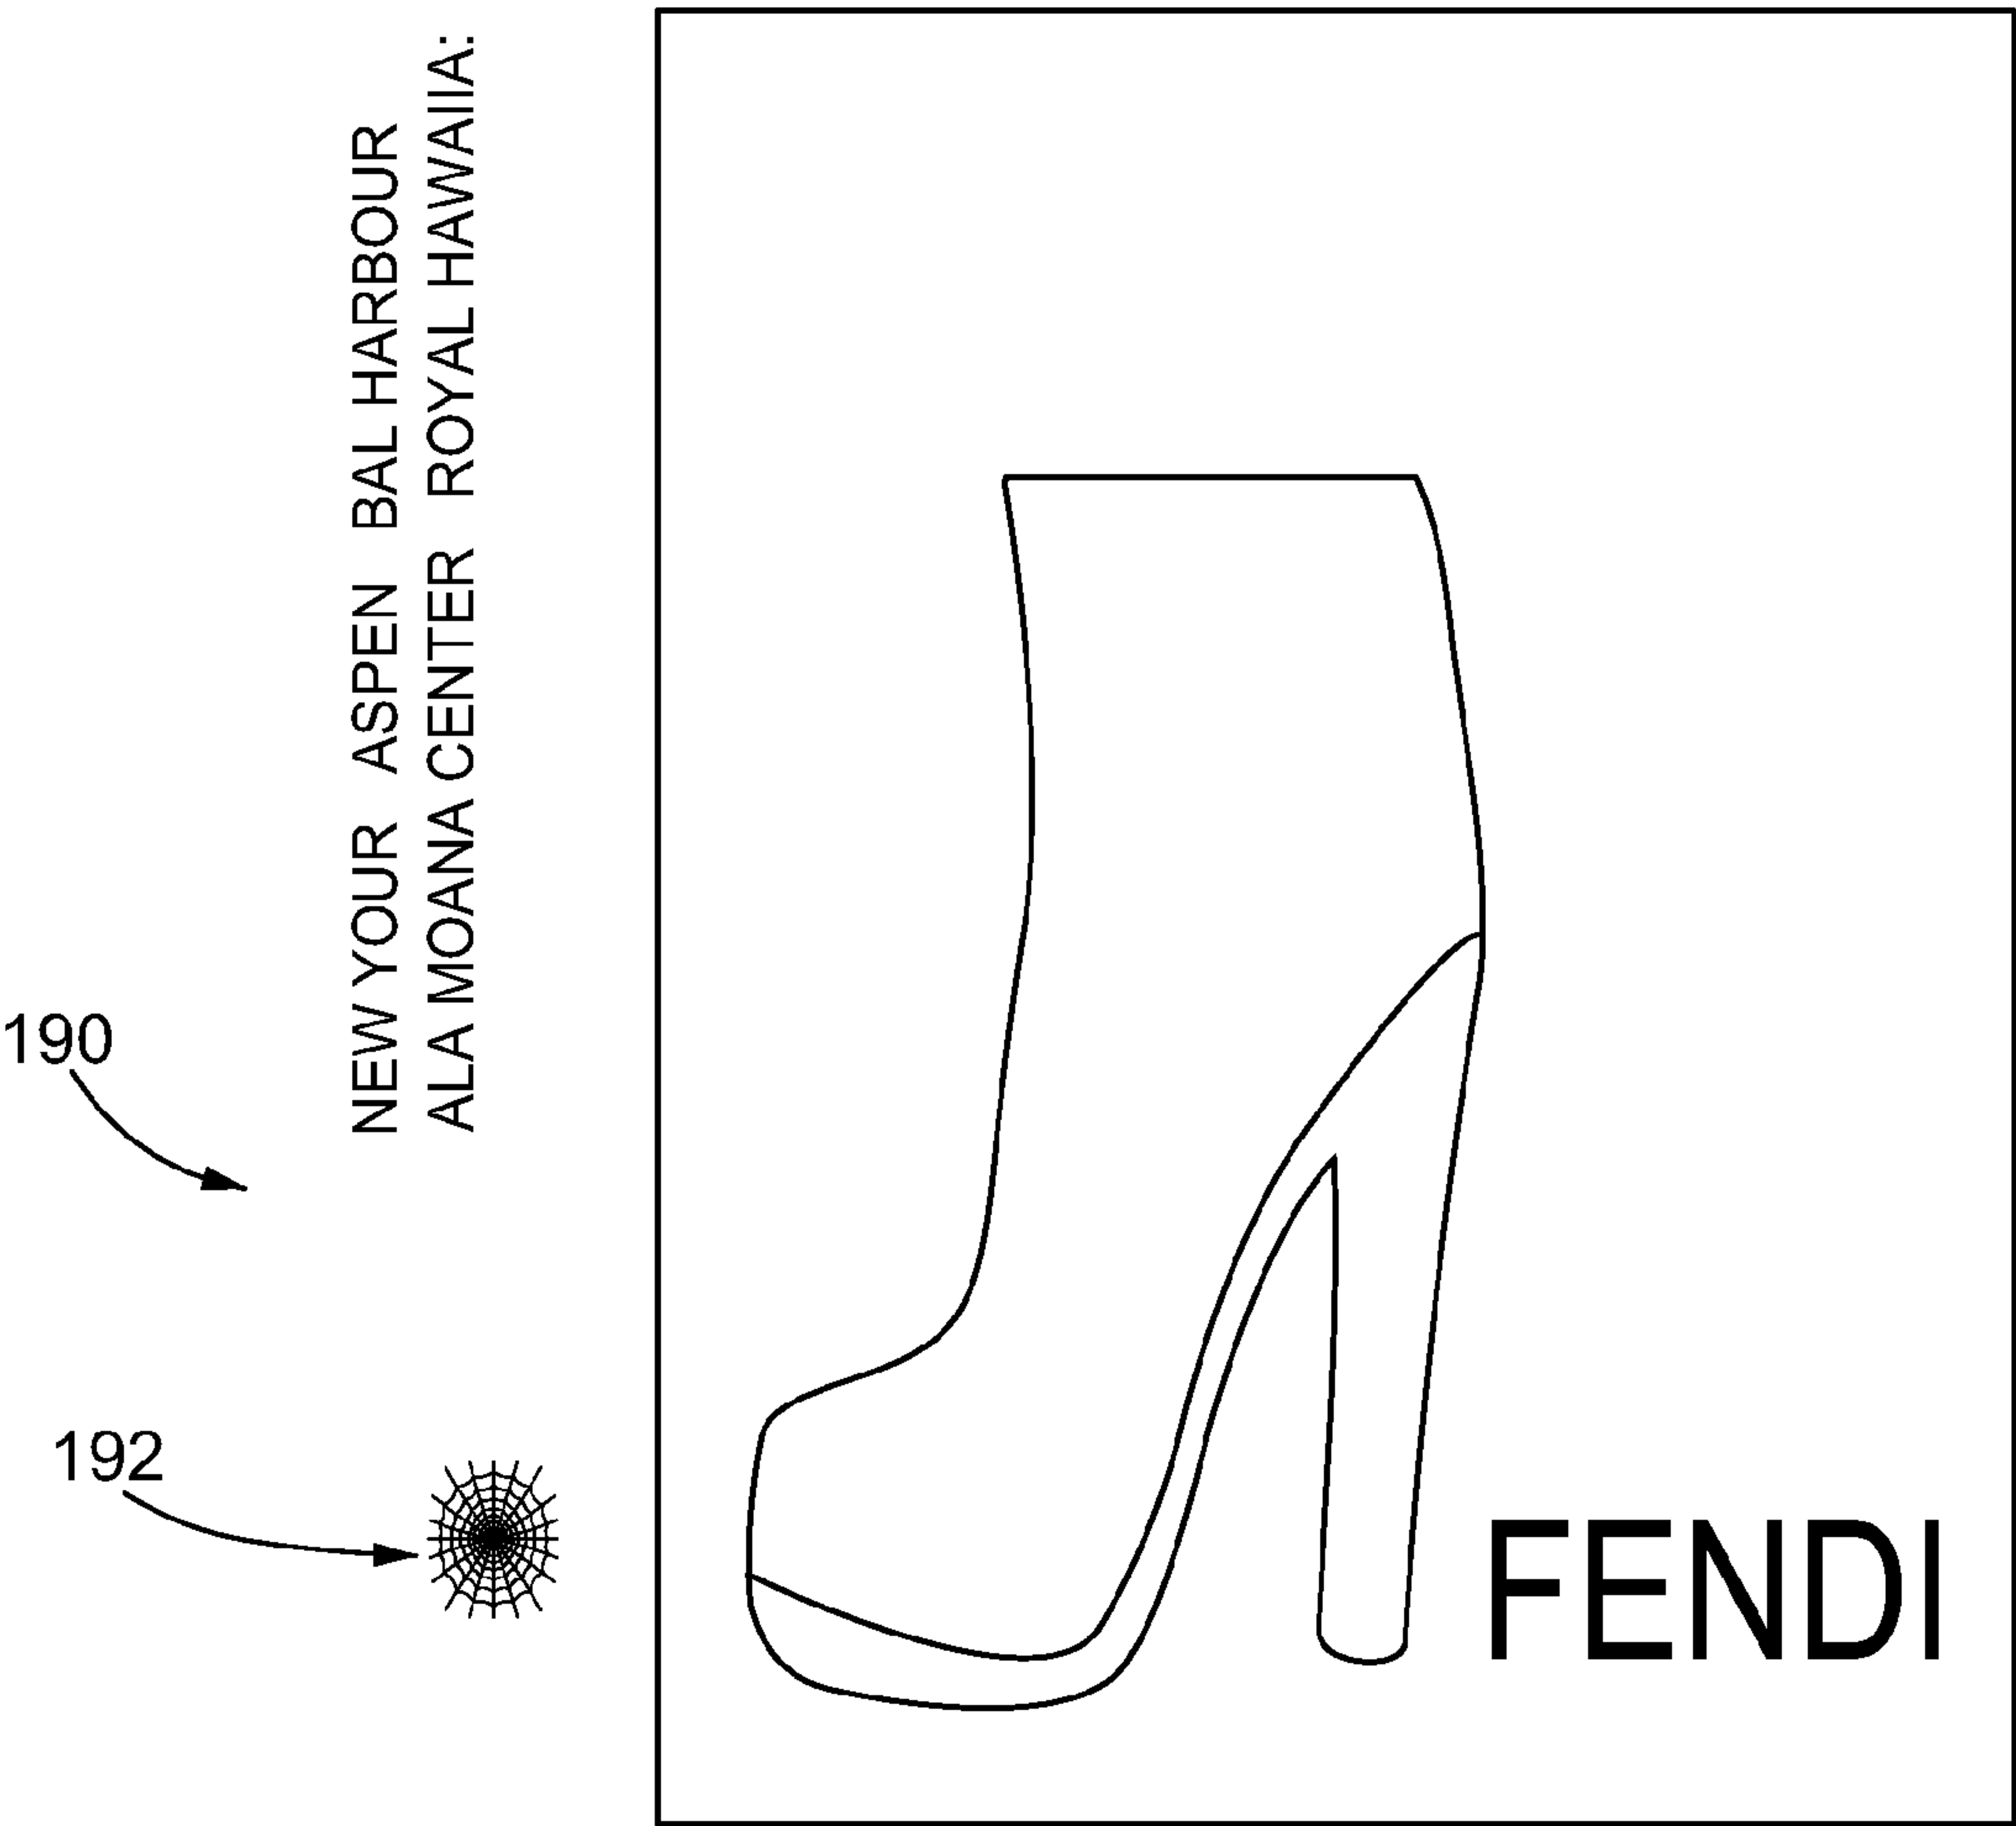 NEW YOUR ASPEN BAL HARBOUR
ALA MOANA CENTER ROYAL HAWAIIA:
190
192
FENDI